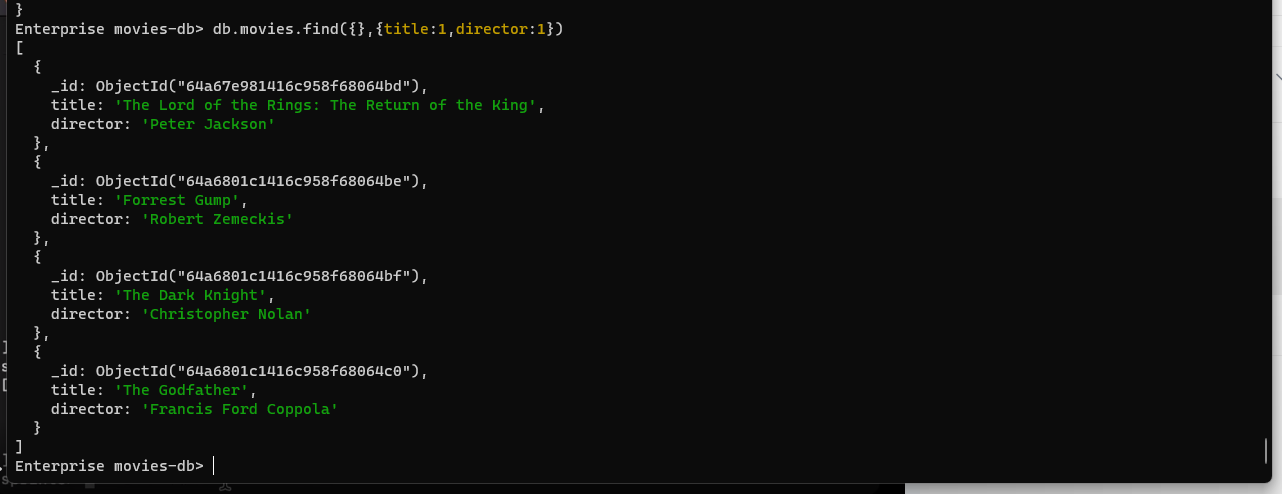 }
Enterprise movies-db> db.movies.find({},{title:1,director:1})
[
  {
    _id: ObjectId("64a67e981416c958f68064bd"),
    title: 'The Lord of the Rings: The Return of the King',
    director: 'Peter Jackson'
  },
  {
    _id: ObjectId("64a6801c1416c958f68064be"),
    title: 'Forrest Gump',
    director: 'Robert Zemeckis'
  },
  {
    _id: ObjectId("64a6801c1416c958f68064bf"),
    title: 'The Dark Knight',
    director: 'Christopher Nolan'
  },
  {
    _id: ObjectId("64a6801c1416c958f68064c0"),
    title: 'The Godfather',
    director: 'Francis Ford Coppola'
  }
]
Enterprise movies-db>